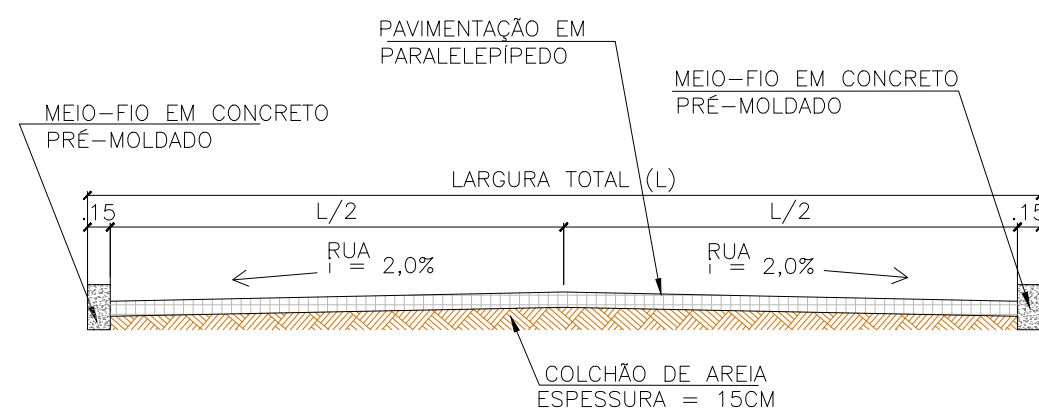 PAVIMENTAÇÃO EM
PARALELEPÍPEDO
MEIO-FIO EM CONCRETO
PRÉ-MOLDADO
MEIO-FIO EM CONCRETO
PRÉ-MOLDADO
LARGURA TOTAL (L)
.15
L/2
L/2
.15
RUA
i = 2,0%
RUA
i = 2,0%
COLCHÃO DE AREIA
ESPESSURA = 15CM